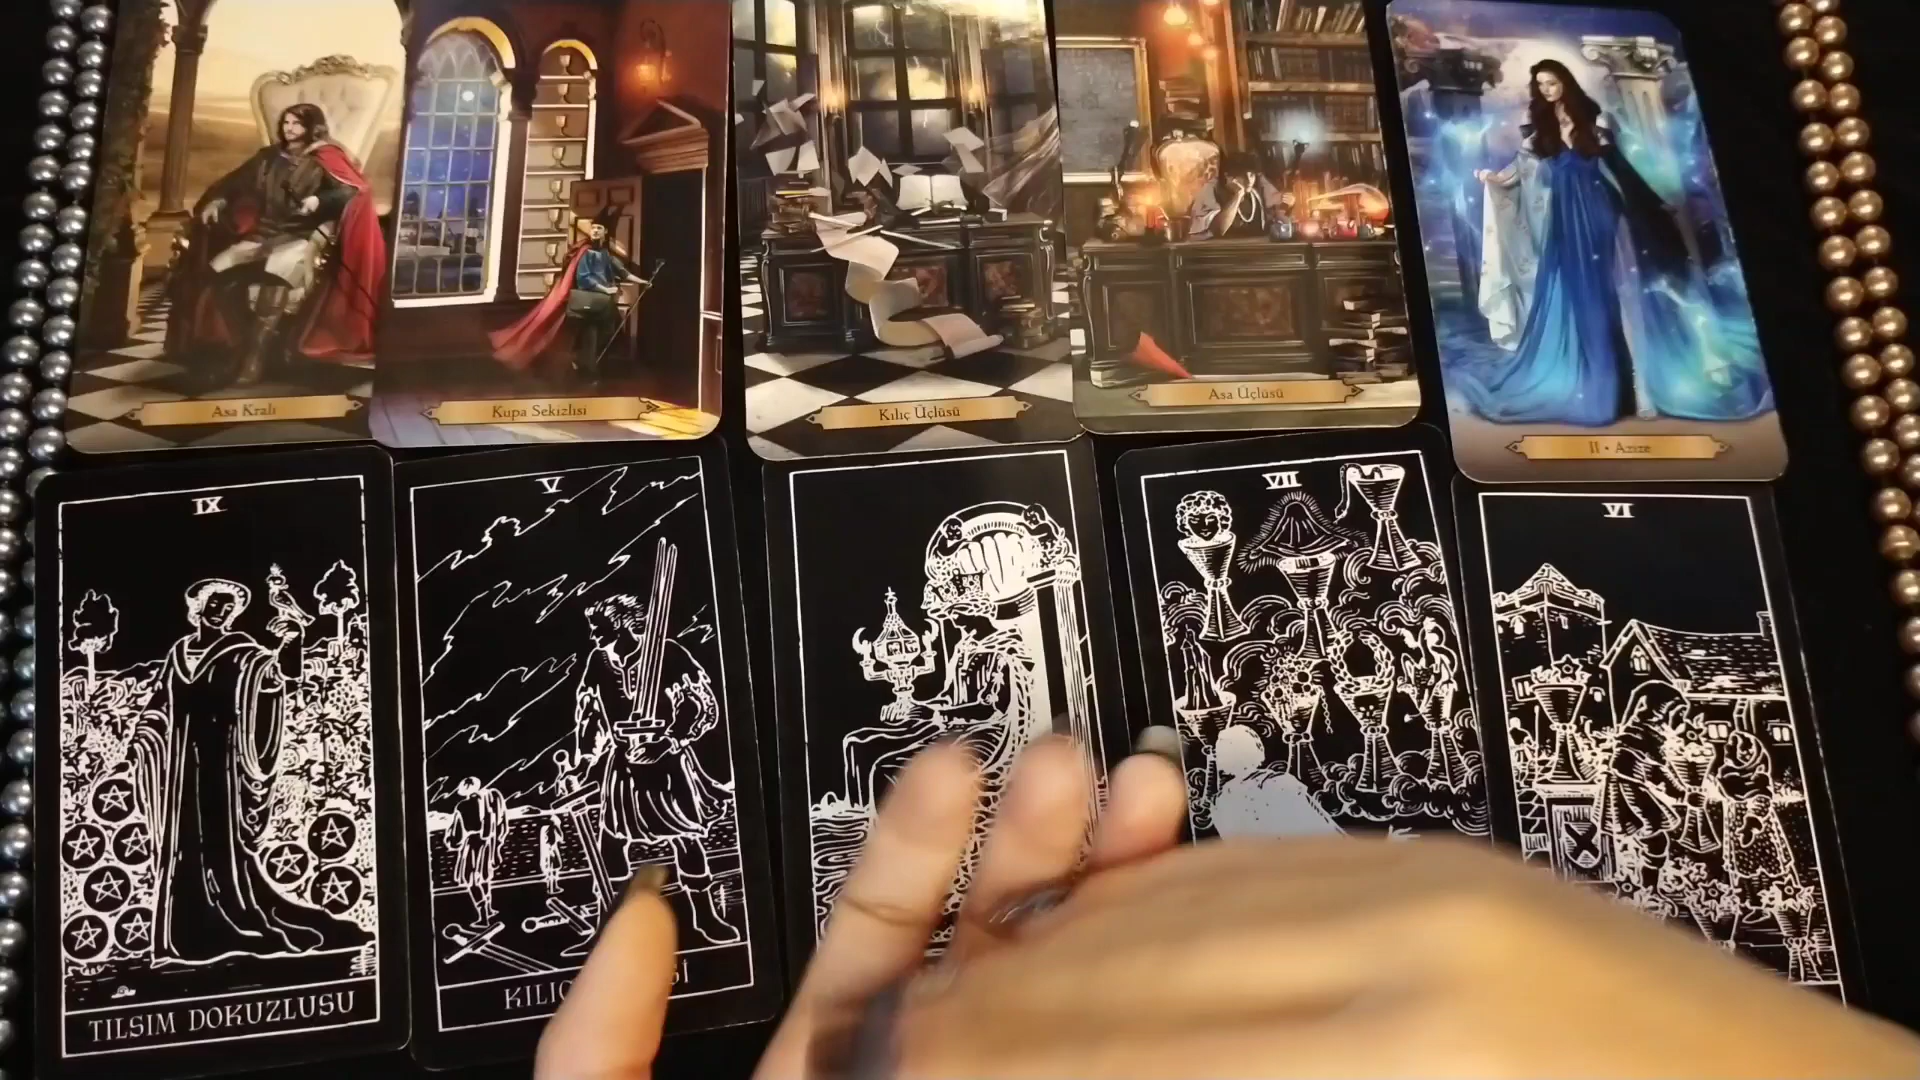 Asa Kralı
Kupa Sekizlisi
Kılıç Üçlüsü
Asa Üçlüsü
II • Azize
IX
V
VII
VI
TILSIM DOKUZLUSU